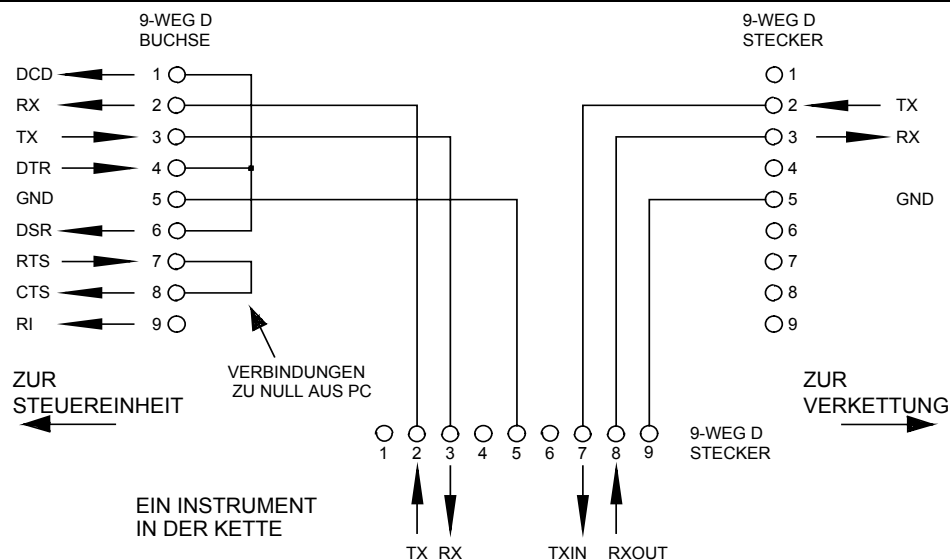 9-WEG D
BUCHSE
9-WEG D
STECKER
DCD 1
RX 2
TX 3
DTR 4
GND 5
DSR 6
RTS 7
CTS 8
RI 9
1
2 TX
3 RX
4
5 GND
6
7
8
9
VERBINDUNGEN
ZU NULL AUS PC
ZUR
STEUEREINHEIT
ZUR
VERKETTUNG
1 2 3 4 5 6 7 8 9
9-WEG D
STECKER
EIN INSTRUMENT
IN DER KETTE
TX RX TXIN RXOUT